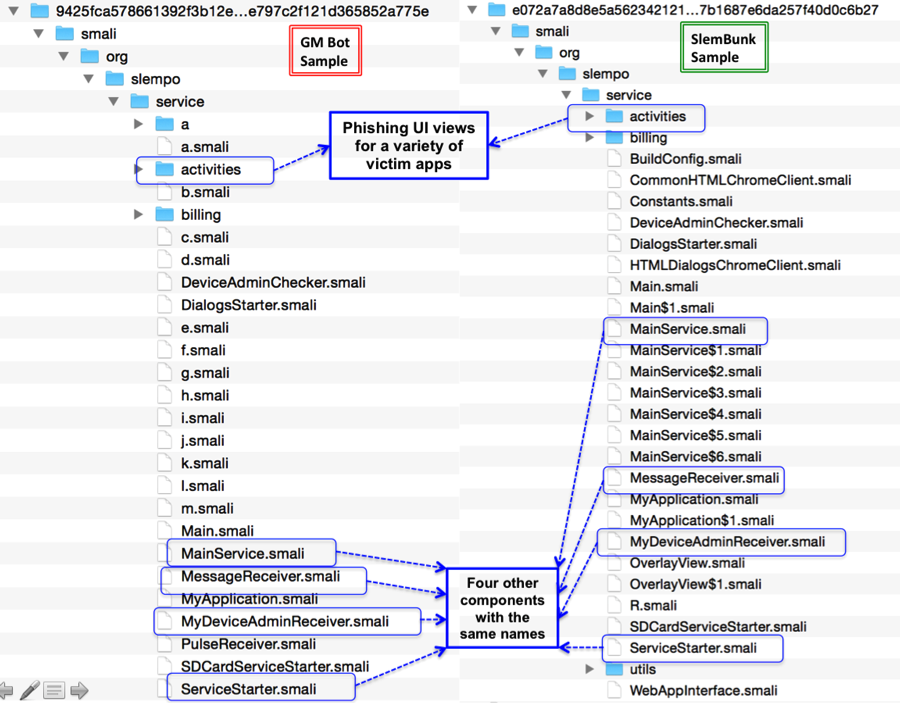 9425fca578661392f3b12e...e797c2f121d365852a775e
smali
org
slempo
service
a
a.smali
activities
b.smali
billing
c.smali
d.smali
DeviceAdminChecker.smali
DialogsStarter.smali
e.smali
f.smali
g.smali
h.smali
i.smali
j.smali
k.smali
l.smali
m.smali
Main.smali
MainService.smali
MessageReceiver.smali
MyApplication.smali
MyDeviceAdminReceiver.smali
PulseReceiver.smali
SDCardServiceStarter.smali
ServiceStarter.smali
GM Bot
Sample
Phishing UI views
for a variety of
victim apps
Four other
components
with the
same names
e072a7a8d8e5a562342121...7b1687e6da257f40d0c6b27
smali
org
slempo
service
activities
billing
BuildConfig.smali
CommonHTMLChromeClient.smali
Constants.smali
DeviceAdminChecker.smali
DialogsStarter.smali
HTMLDialogsChromeClient.smali
Main.smali
Main$1.smali
MainService.smali
MainService$1.smali
MainService$2.smali
MainService$3.smali
MainService$4.smali
MainService$5.smali
MainService$6.smali
MessageReceiver.smali
MyApplication.smali
MyApplication$1.smali
MyDeviceAdminReceiver.smali
OverlayView.smali
OverlayView$1.smali
R.smali
SDCardServiceStarter.smali
ServiceStarter.smali
utils
WebAppInterface.smali
SlemBunk
Sample